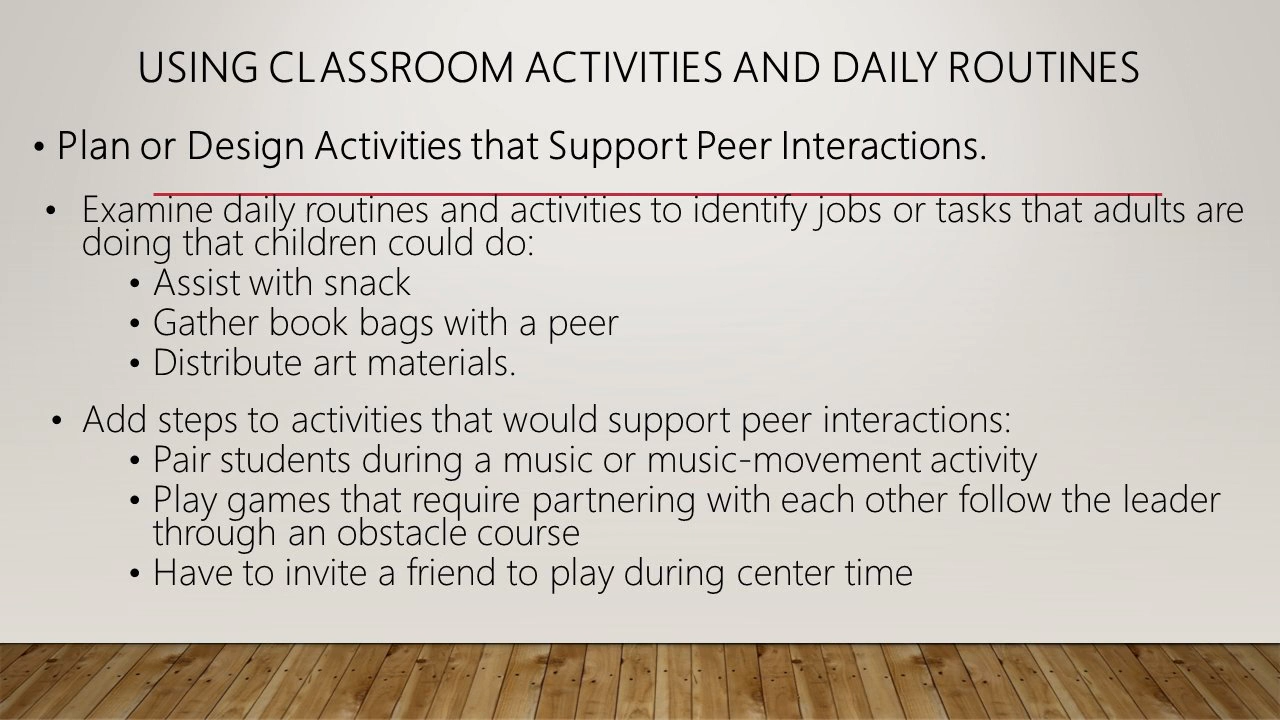 USING CLASSROOM ACTIVITIES AND DAILY ROUTINES
• Plan or Design Activities that Support Peer Interactions.
• Examine daily routines and activities to identify jobs or tasks that adults are
doing that children could do:
• Assist with snack
• Gather book bags with a peer
• Distribute art materials.
• Add steps to activities that would support peer interactions:
• Pair students during a music or music-movement activity
• Play games that require partnering with each other follow the leader
through an obstacle course
• Have to invite a friend to play during center time